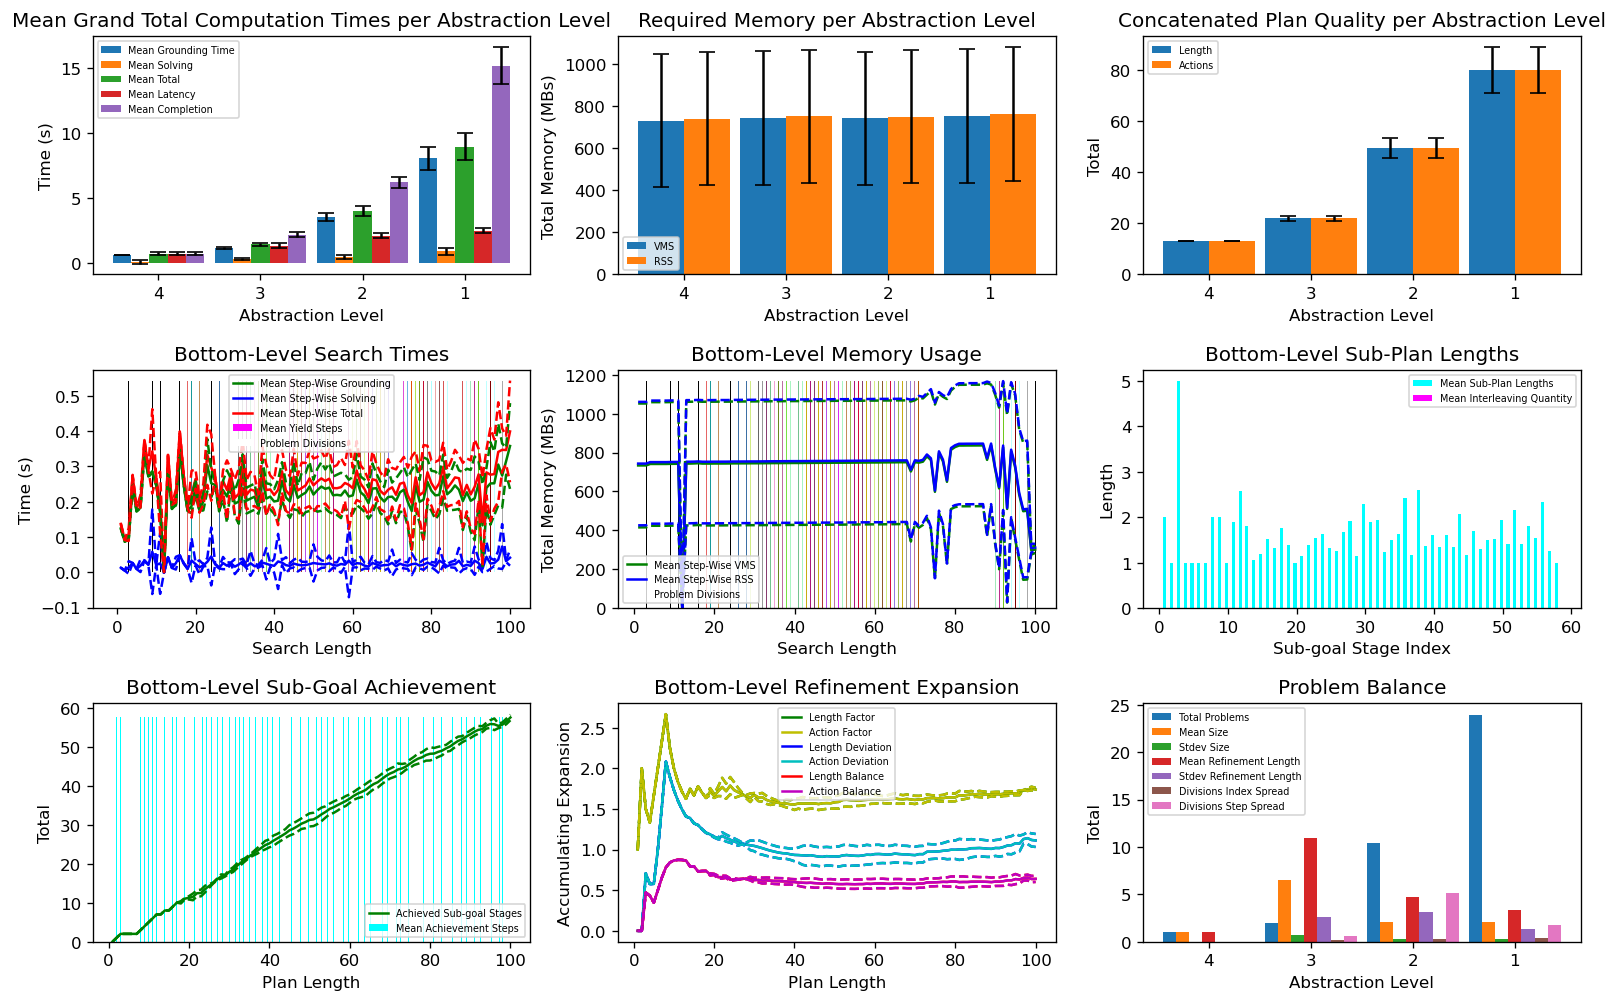 Mean Grand Total Computation Times per Abstraction Level
Time (s)
15
10
5
0
Mean Grounding Time
Mean Solving
Mean Total
Mean Latency
Mean Completion
4 3 2 1
Abstraction Level
Required Memory per Abstraction Level
Total Memory (MBs)
1000
800
600
400
200
0
VMS
RSS
4 3 2 1
Abstraction Level
Concatenated Plan Quality per Abstraction Level
Total
80
60
40
20
0
Length
Actions
4 3 2 1
Abstraction Level
Bottom-Level Search Times
Time (s)
0.5
0.4
0.3
0.2
0.1
0.0
−0.1
Mean Step-Wise Grounding
Mean Step-Wise Solving
Mean Step-Wise Total
Mean Yield Steps
Problem Divisions
0 20 40 60 80 100
Search Length
Bottom-Level Memory Usage
Total Memory (MBs)
1200
1000
800
600
400
200
0
Mean Step-Wise VMS
Mean Step-Wise RSS
Problem Divisions
0 20 40 60 80 100
Search Length
Bottom-Level Sub-Plan Lengths
Length
5
4
3
2
1
0
Mean Sub-Plan Lengths
Mean Interleaving Quantity
0 10 20 30 40 50 60
Sub-goal Stage Index
Bottom-Level Sub-Goal Achievement
Total
60
50
40
30
20
10
0
Achieved Sub-goal Stages
Mean Achievement Steps
0 20 40 60 80 100
Plan Length
Bottom-Level Refinement Expansion
Accumulating Expansion
2.5
2.0
1.5
1.0
0.5
0.0
Length Factor
Action Factor
Length Deviation
Action Deviation
Length Balance
Action Balance
0 20 40 60 80 100
Plan Length
Problem Balance
Total
25
20
15
10
5
0
Total Problems
Mean Size
Stdev Size
Mean Refinement Length
Stdev Refinement Length
Divisions Index Spread
Divisions Step Spread
4 3 2 1
Abstraction Level